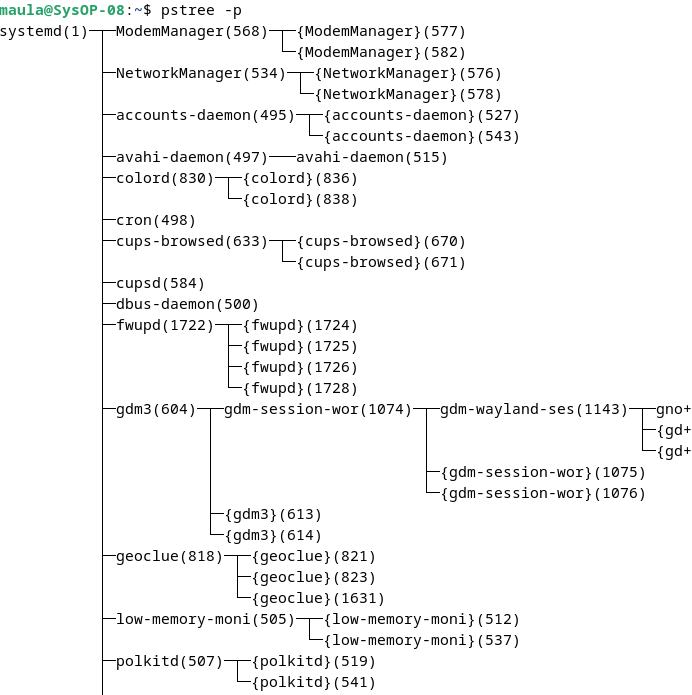 maula@SysOP-08:~$ pstree -p
systemd(1)─┬─ModemManager(568)─┬─{ModemManager}(577)
           │                   └─{ModemManager}(582)
           ├─NetworkManager(534)─┬─{NetworkManager}(576)
           │                     └─{NetworkManager}(578)
           ├─accounts-daemon(495)─┬─{accounts-daemon}(527)
           │                      └─{accounts-daemon}(543)
           ├─avahi-daemon(497)───avahi-daemon(515)
           ├─colord(830)─┬─{colord}(836)
           │             └─{colord}(838)
           ├─cron(498)
           ├─cups-browsed(633)─┬─{cups-browsed}(670)
           │                   └─{cups-browsed}(671)
           ├─cupsd(584)
           ├─dbus-daemon(500)
           ├─fwupd(1722)─┬─{fwupd}(1724)
           │             ├─{fwupd}(1725)
           │             ├─{fwupd}(1726)
           │             └─{fwupd}(1728)
           ├─gdm3(604)─┬─gdm-session-wor(1074)─┬─gdm-wayland-ses(1143)─┬─gno+
           │           │                       │                       ├─{gd+
           │           │                       │                       └─{gd+
           │           │                       ├─{gdm-session-wor}(1075)
           │           │                       └─{gdm-session-wor}(1076)
           │           ├─{gdm3}(613)
           │           └─{gdm3}(614)
           ├─geoclue(818)─┬─{geoclue}(821)
           │              ├─{geoclue}(823)
           │              └─{geoclue}(1631)
           ├─low-memory-moni(505)─┬─{low-memory-moni}(512)
           │                      └─{low-memory-moni}(537)
           ├─polkitd(507)─┬─{polkitd}(519)
           │              └─{polkitd}(541)